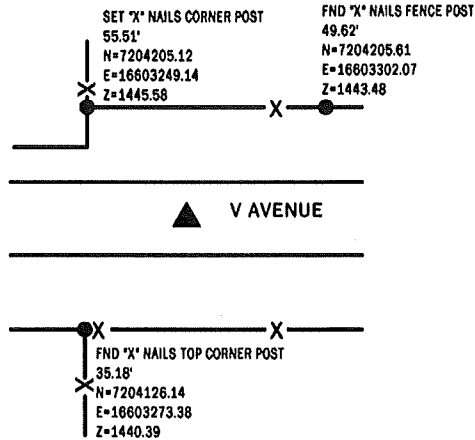 SET "X" NAILS CORNER POST
55.51'
N=7204205.12
E=16603249.14
Z=1445.58
FND "X" NAILS FENCE POST
49.62'
N=7204205.61
E=16603302.07
Z=1443.48
X
X
V AVENUE
X
X
FND "X" NAILS TOP CORNER POST
35.18'
X
N=7204126.14
E=16603273.38
Z=1440.39